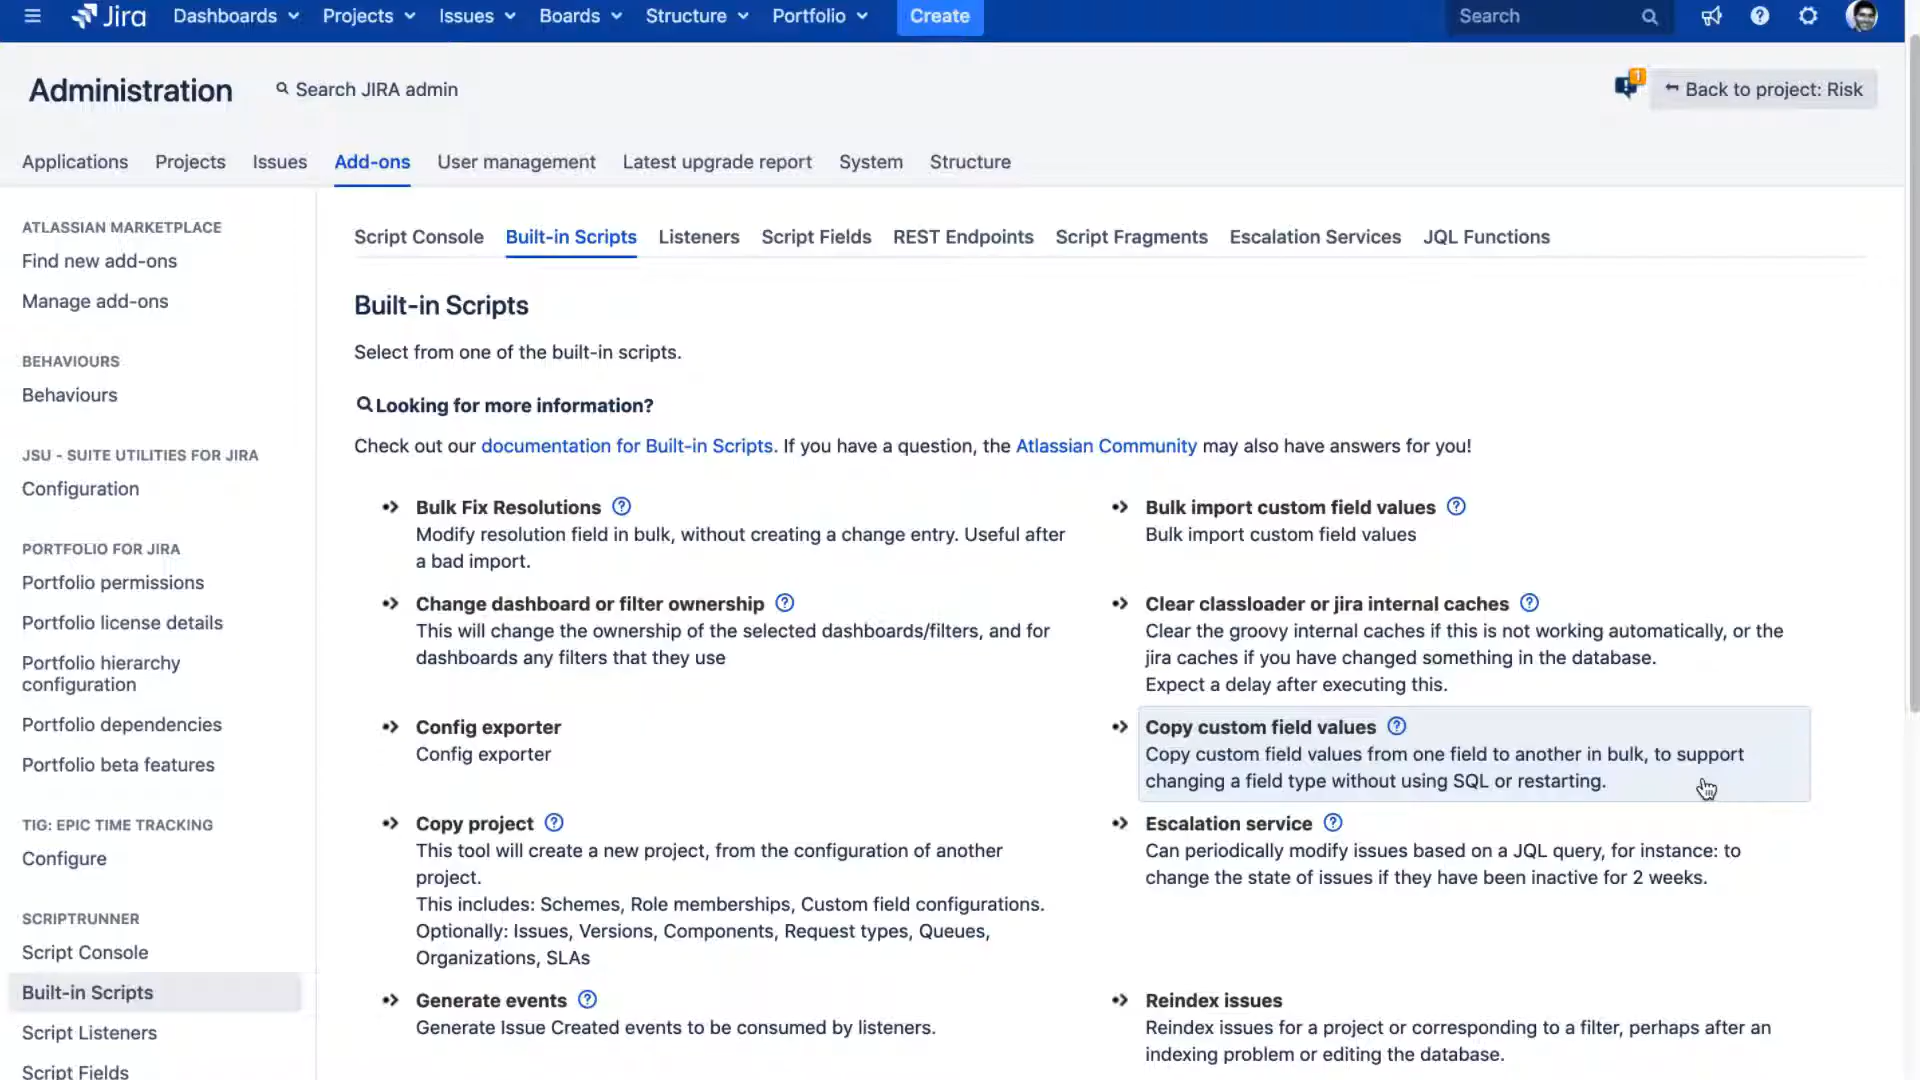 Jira Dashboards Projects Issues Boards Structure Portfolio Create Search
Administration Search JIRA admin 1 Back to project: Risk
Applications Projects Issues Add-ons User management Latest upgrade report System Structure
ATLASSIAN MARKETPLACE
Find new add-ons
Manage add-ons
BEHAVIOURS
Behaviours
JSU - SUITE UTILITIES FOR JIRA
Configuration
PORTFOLIO FOR JIRA
Portfolio permissions
Portfolio license details
Portfolio hierarchy
configuration
Portfolio dependencies
Portfolio beta features
TIG: EPIC TIME TRACKING
Configure
SCRIPTRUNNER
Script Console
Built-in Scripts
Script Listeners
Script Fields
Script Console Built-in Scripts Listeners Script Fields REST Endpoints Script Fragments Escalation Services JQL Functions
Built-in Scripts
Select from one of the built-in scripts.
Looking for more information?
Check out our documentation for Built-in Scripts. If you have a question, the Atlassian Community may also have answers for you!
Bulk Fix Resolutions
Modify resolution field in bulk, without creating a change entry. Useful after
a bad import.
Bulk import custom field values
Bulk import custom field values
Change dashboard or filter ownership
This will change the ownership of the selected dashboards/filters, and for
dashboards any filters that they use
Clear classloader or jira internal caches
Clear the groovy internal caches if this is not working automatically, or the
jira caches if you have changed something in the database.
Expect a delay after executing this.
Config exporter
Config exporter
Copy custom field values
Copy custom field values from one field to another in bulk, to support
changing a field type without using SQL or restarting.
Copy project
This tool will create a new project, from the configuration of another
project.
This includes: Schemes, Role memberships, Custom field configurations.
Optionally: Issues, Versions, Components, Request types, Queues,
Organizations, SLAs
Escalation service
Can periodically modify issues based on a JQL query, for instance: to
change the state of issues if they have been inactive for 2 weeks.
Generate events
Generate Issue Created events to be consumed by listeners.
Reindex issues
Reindex issues for a project or corresponding to a filter, perhaps after an
indexing problem or editing the database.